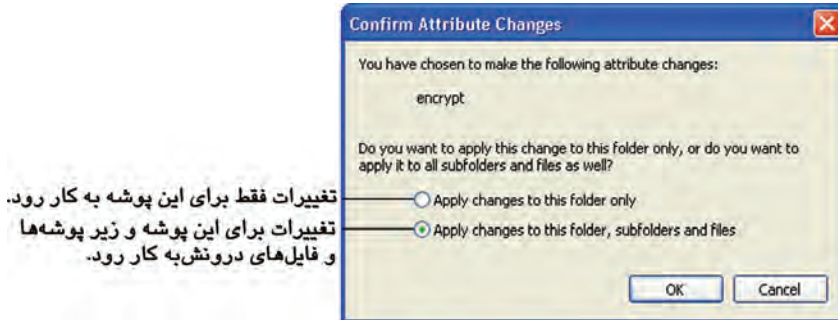 Confirm Attribute Changes
You have chosen to make the following attribute changes:
encrypt
Do you want to apply this change to this folder only, or do you want to
apply it to all subfolders and files as well?
تغییرات فقط برای این پوشه به کار رود.
Apply changes to this folder only
تغییرات برای این پوشه و زیر پوشه‌ها
و فایل‌های درونش‌به کار رود.
Apply changes to this folder, subfolders and files
OK
Cancel